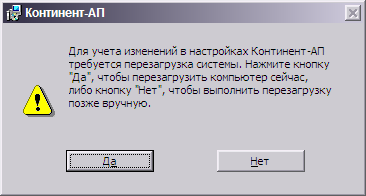 Континент-АП
Для учета изменений в настройках Континент-АП
требуется перезагрузка системы. Нажмите кнопку
"Да", чтобы перезагрузить компьютер сейчас,
либо кнопку "Нет", чтобы выполнить перезагрузку
позже вручную.
Да
Нет